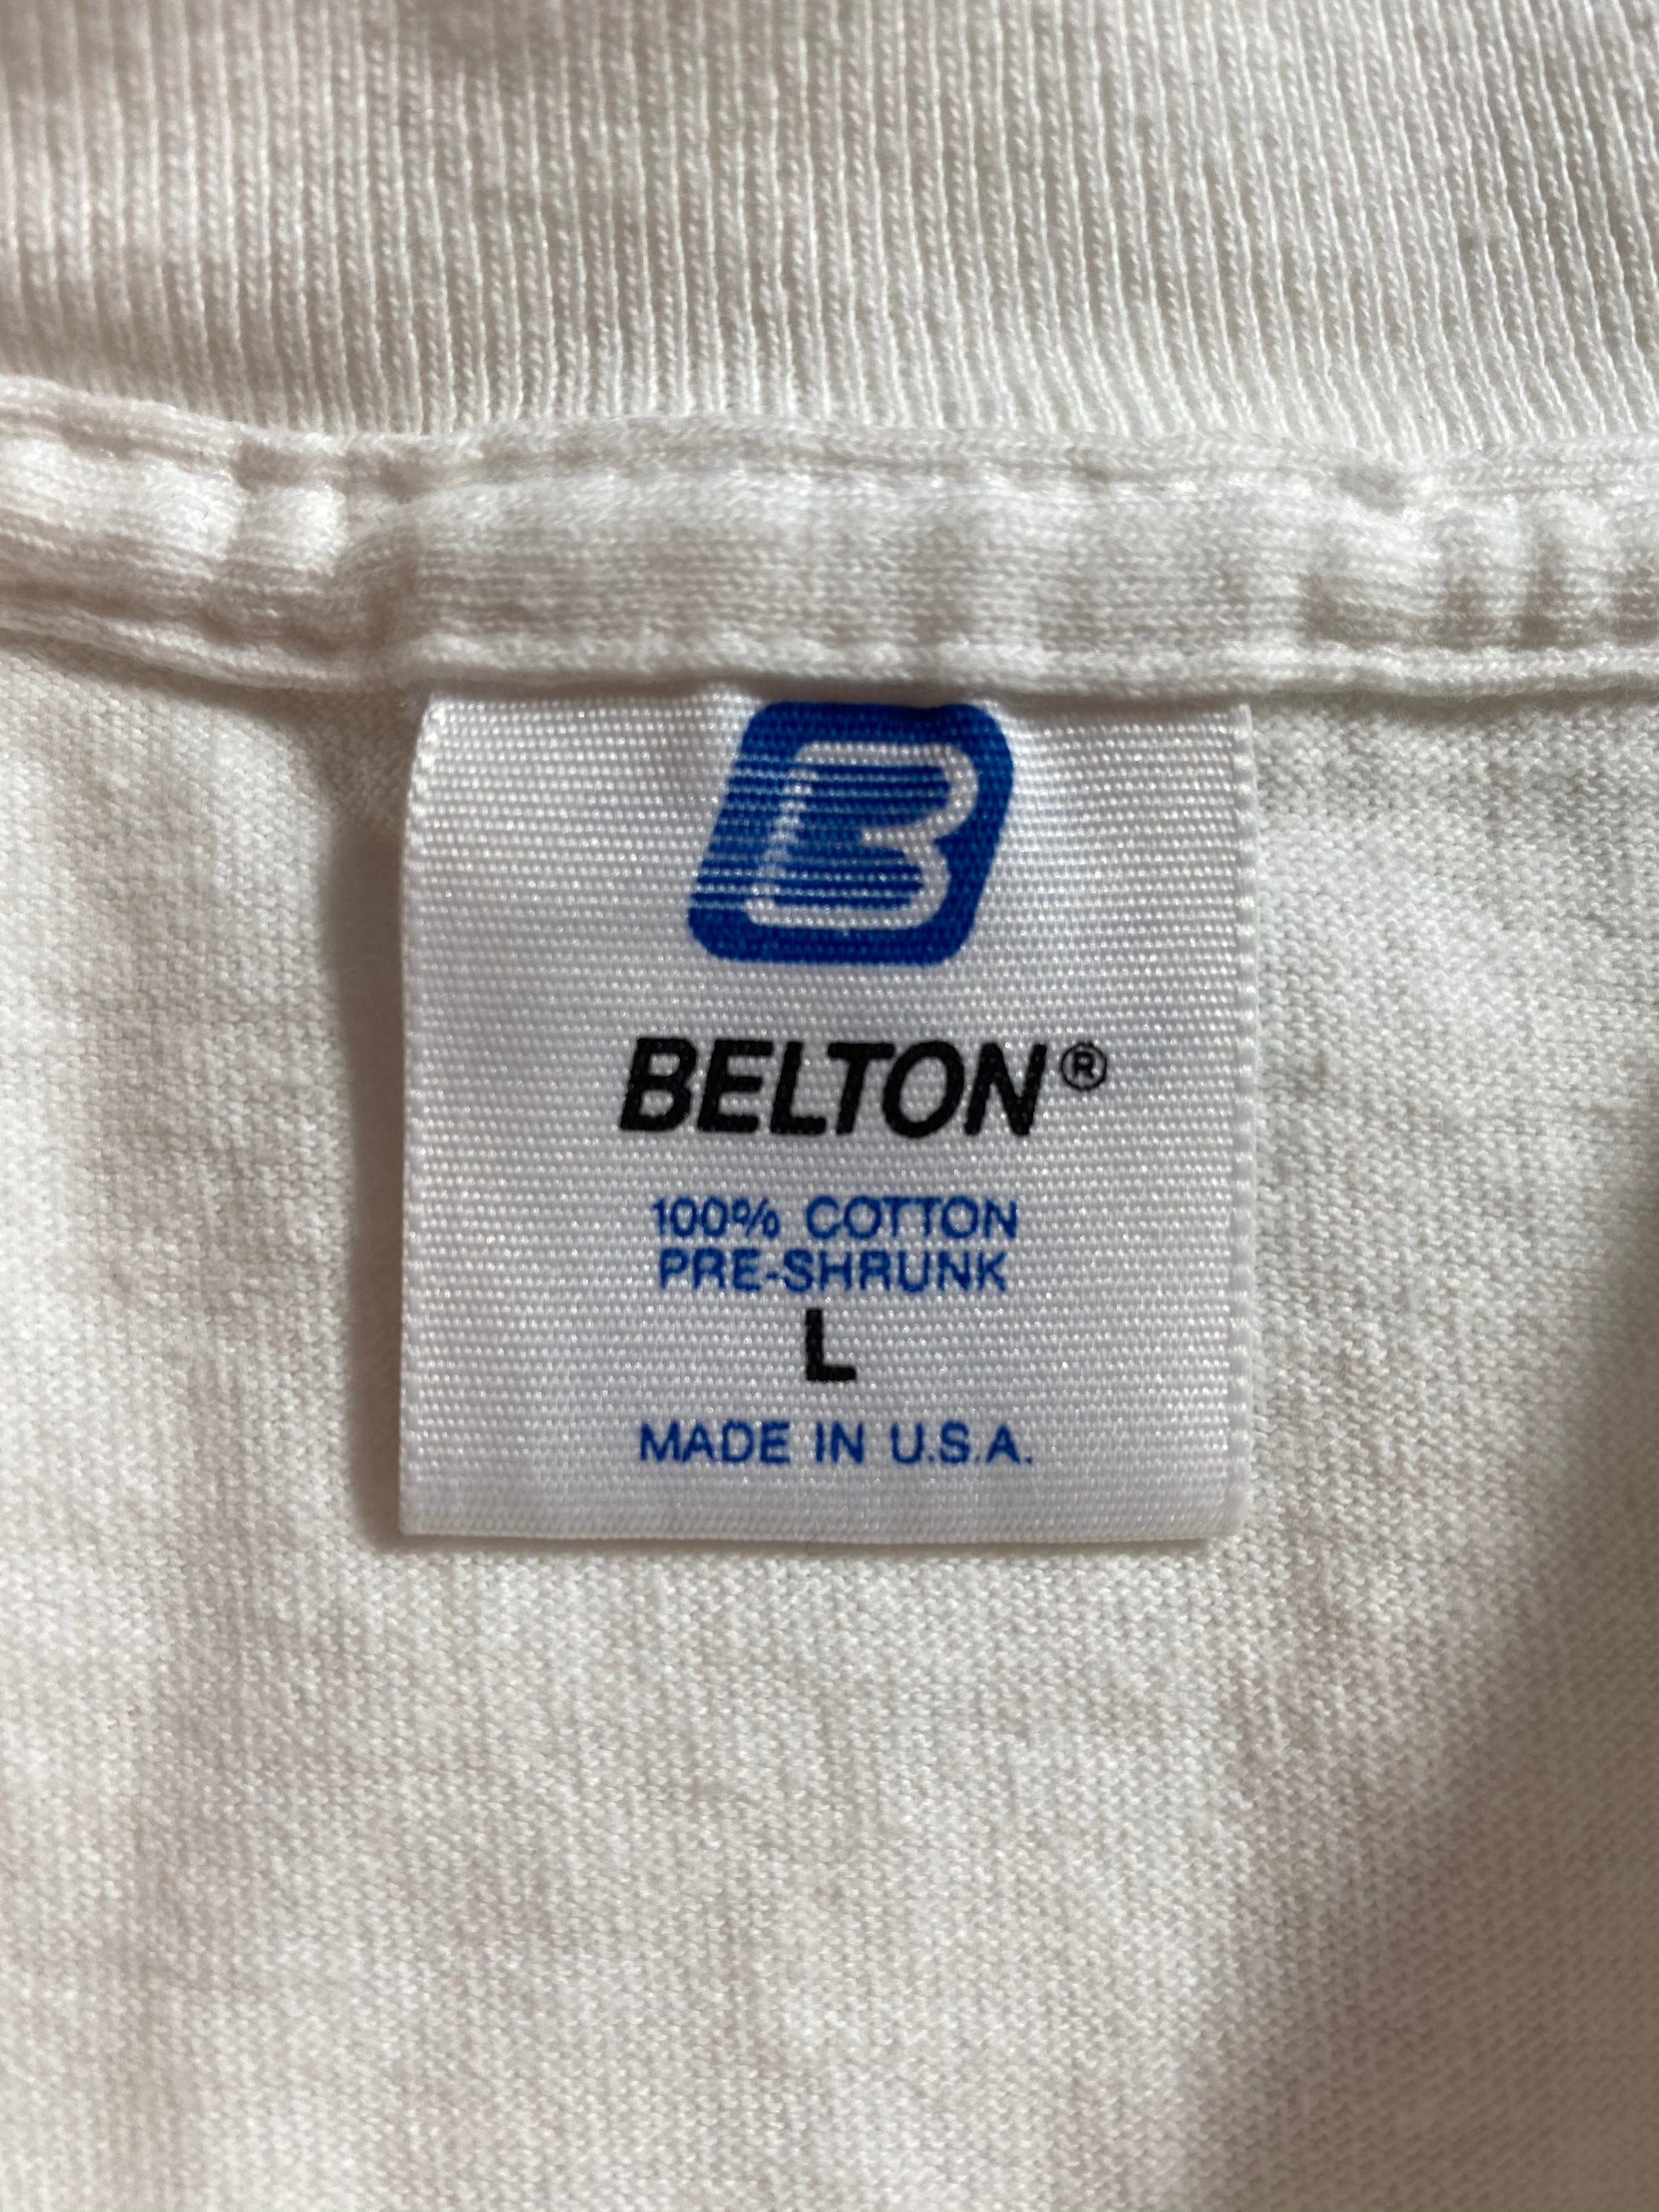 B
BELTON®
100% COTTON
PRE-SHRUNK
L
MADE IN U.S.A.